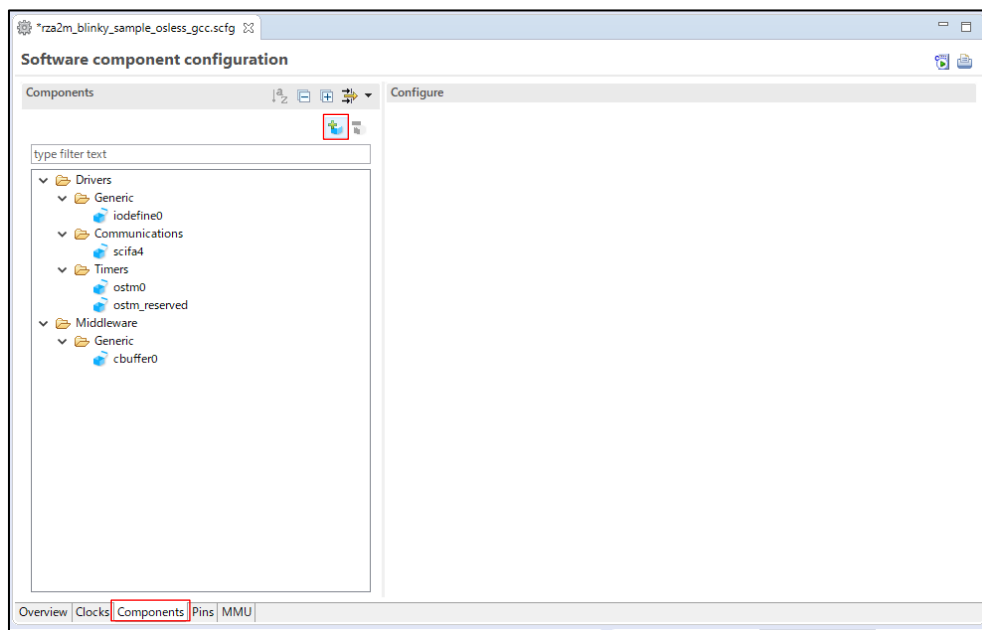 *rza2m_blinky_sample_osless_gcc.scfg
Software component configuration
Components
Configure
type filter text
Drivers
Generic
iodefine0
Communications
scifa4
Timers
ostm0
ostm_reserved
Middleware
Generic
cbuffer0
Overview Clocks Components Pins MMU